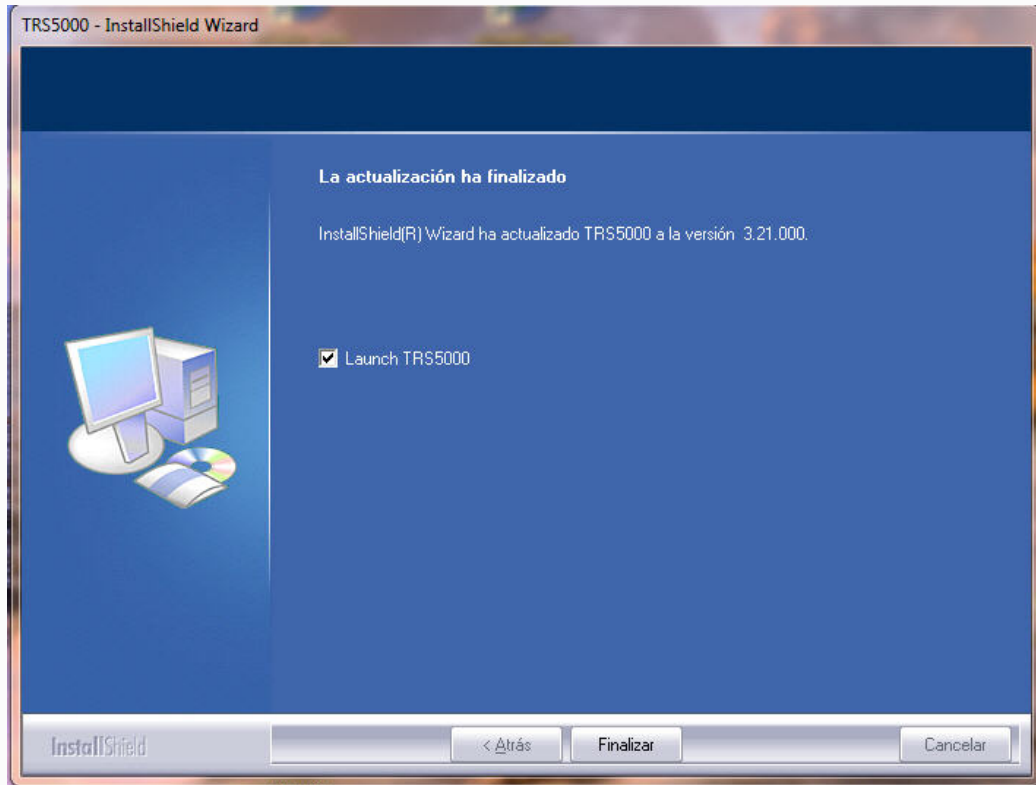 TRS5000 - InstallShield Wizard
La actualización ha finalizado
InstallShield(R) Wizard ha actualizado TRS5000 a la versión  3.21.000.
Launch TRS5000
InstallShield
< Atrás
Finalizar
Cancelar